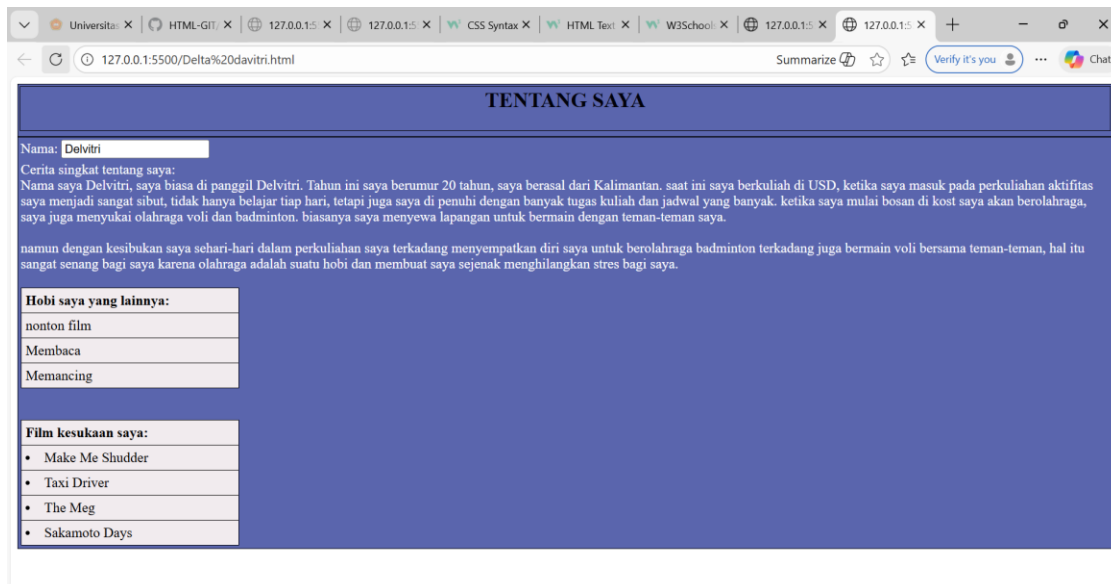 Universitas
HTML-GIT/
127.0.0.1:5
127.0.0.1:5
CSS Syntax
HTML Text
W3School
127.0.0.1:5
127.0.0.1:5
127.0.0.1:5500/Delta%20davitri.html
Summarize
Verify it's you
Chat
TENTANG SAYA
Nama: Delvitri
Cerita singkat tentang saya:
Nama saya Delvitri, saya biasa di panggil Delvitri. Tahun ini saya berumur 20 tahun, saya berasal dari Kalimantan. saat ini saya berkuliah di USD, ketika saya masuk pada perkuliahan aktifitas
saya menjadi sangat sibut, tidak hanya belajar tiap hari, tetapi juga saya di penuhi dengan banyak tugas kuliah dan jadwal yang banyak. ketika saya mulai bosan di kost saya akan berolahraga,
saya juga menyukai olahraga voli dan badminton. biasanya saya menyewa lapangan untuk bermain dengan teman-teman saya.
namun dengan kesibukan saya sehari-hari dalam perkuliahan saya terkadang menyempatkan diri saya untuk berolahraga badminton terkadang juga bermain voli bersama teman-teman, hal itu
sangat senang bagi saya karena olahraga adalah suatu hobi dan membuat saya sejenak menghilangkan stres bagi saya.
Hobi saya yang lainnya:
nonton film
Membaca
Memancing
Film kesukaan saya:
• Make Me Shudder
• Taxi Driver
• The Meg
• Sakamoto Days